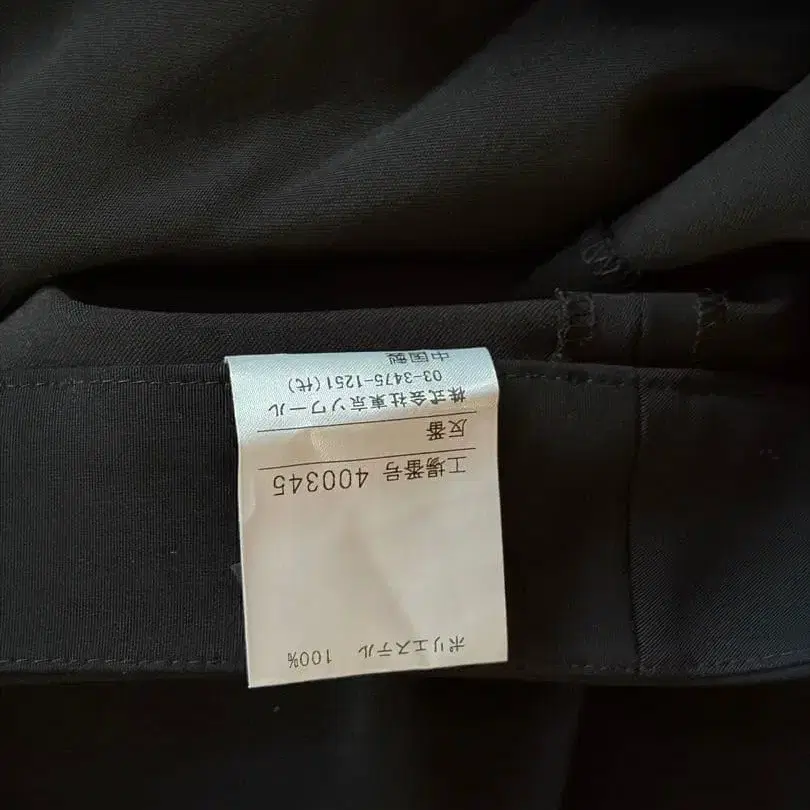 ポリエステル 100%
工場番号 400345
反番
株式会社東京ソワール
03-3475-1251(代)
中国製